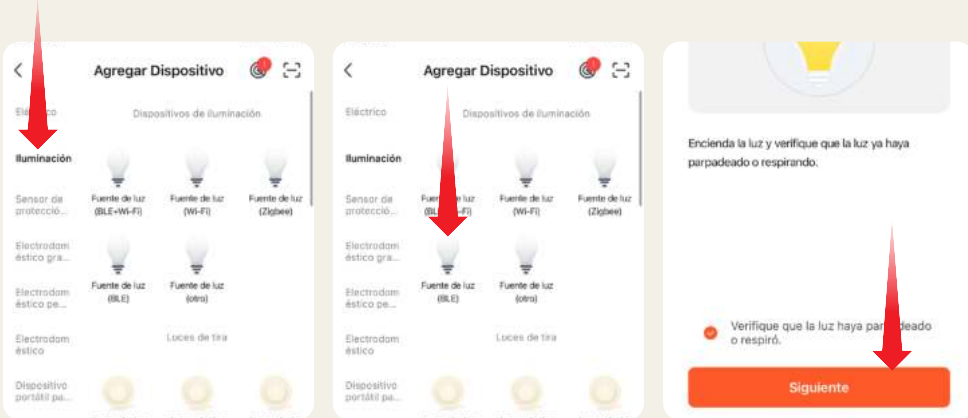 Agregar Dispositivo
Eléctrico
Dispositivos de iluminación
Iluminación
Sensor de
protecció...
Fuente de luz
(BLE+Wi-Fi)
Fuente de luz
(Wi-Fi)
Fuente de luz
(Zigbee)
Electrodom
éstico gra...
Electrodom
éstico pe...
Fuente de luz
(BLE)
Fuente de luz
(otro)
Electrodom
éstico
Luces de tira
Dispositivo
portátil pa...
Agregar Dispositivo
Eléctrico
Dispositivos de iluminación
Iluminación
Sensor de
protecció...
Fuente de luz
Fuente de luz
(Wi-Fi)
Fuente de luz
(Zigbee)
Electrodom
éstico gra...
Electrodom
éstico pe...
Fuente de luz
(BLE)
Fuente de luz
(otro)
Electrodom
éstico
Luces de tira
Dispositivo
portátil pa...
Encienda la luz y verifique que la luz ya haya
parpadeado o respirando.
Verifique que la luz haya parpadeado
o respiró.
Siguiente